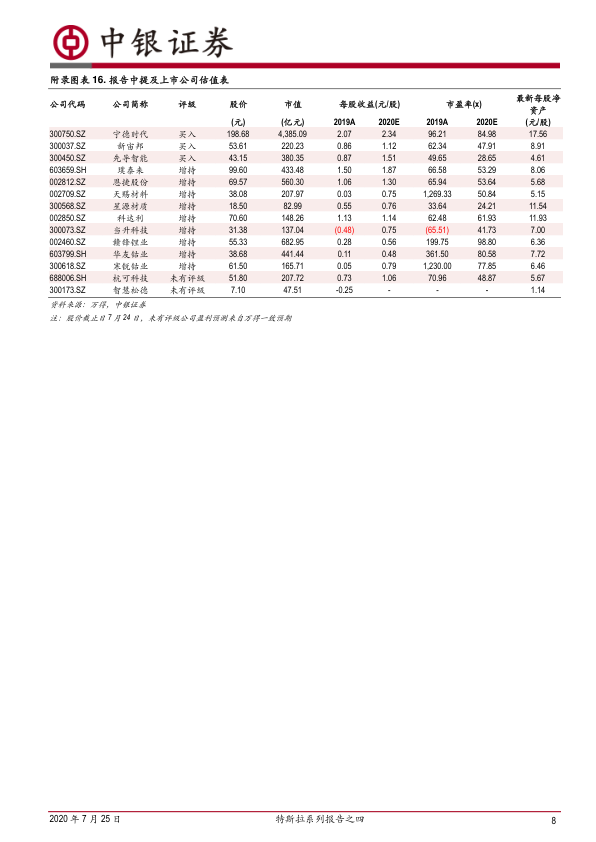 中银证券
附录图表 16. 报告中提及上市公司估值表
公司代码 公司简称 评级 股价 市值 每股收益(元/股) 市盈率(x) 最新每股净
资产
(元) (亿元) 2019A 2020E 2019A 2020E (元/股)
300750.SZ 宁德时代 买入 198.68 4,385.09 2.07 2.34 96.21 84.98 17.56
300037.SZ 新宙邦 买入 53.61 220.23 0.86 1.12 62.34 47.91 8.91
300450.SZ 先导智能 买入 43.15 380.35 0.87 1.51 49.65 28.65 4.61
603659.SH 璞泰来 增持 99.60 433.48 1.50 1.87 66.58 53.29 8.06
002812.SZ 恩捷股份 增持 69.57 560.30 1.06 1.30 65.94 53.64 5.68
002709.SZ 天赐材料 增持 38.08 207.97 0.03 0.75 1,269.33 50.84 5.15
300568.SZ 星源材质 增持 18.50 82.99 0.55 0.76 33.64 24.21 11.54
002850.SZ 科达利 增持 70.60 148.26 1.13 1.14 62.48 61.93 11.93
300073.SZ 当升科技 增持 31.38 137.04 (0.48) 0.75 (65.51) 41.73 7.00
002460.SZ 赣锋锂业 增持 55.33 682.95 0.28 0.56 199.75 98.80 6.36
603799.SH 华友钴业 增持 38.68 441.44 0.11 0.48 361.50 80.58 7.72
300618.SZ 寒锐钴业 增持 61.50 165.71 0.05 0.79 1,230.00 77.85 6.46
688006.SH 杭可科技 未有评级 51.80 207.72 0.73 1.06 70.96 48.87 5.67
300173.SZ 智慧松德 未有评级 7.10 47.51 -0.25 - - - 1.14
资料来源：万得，中银证券
注：股价截止日 7 月 24 日，未有评级公司盈利预测来自万得一致预期
2020 年 7 月 25 日 特斯拉系列报告之四 8